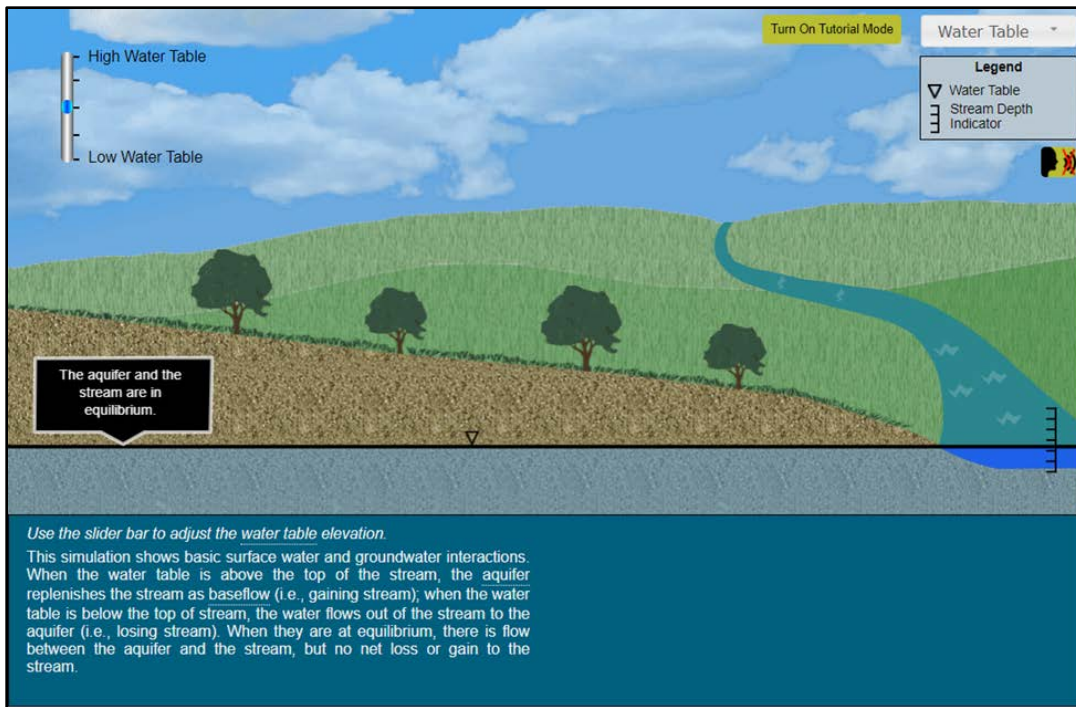 Turn On Tutorial Mode
Water Table
High Water Table
Low Water Table
Legend
Water Table
Stream Depth
Indicator
The aquifer and the
stream are in
equilibrium.
Use the slider bar to adjust the water table elevation.
This simulation shows basic surface water and groundwater interactions.
When the water table is above the top of the stream, the aquifer
replenishes the stream as baseflow (i.e., gaining stream); when the water
table is below the top of stream, the water flows out of the stream to the
aquifer (i.e., losing stream). When they are at equilibrium, there is flow
between the aquifer and the stream, but no net loss or gain to the
stream.